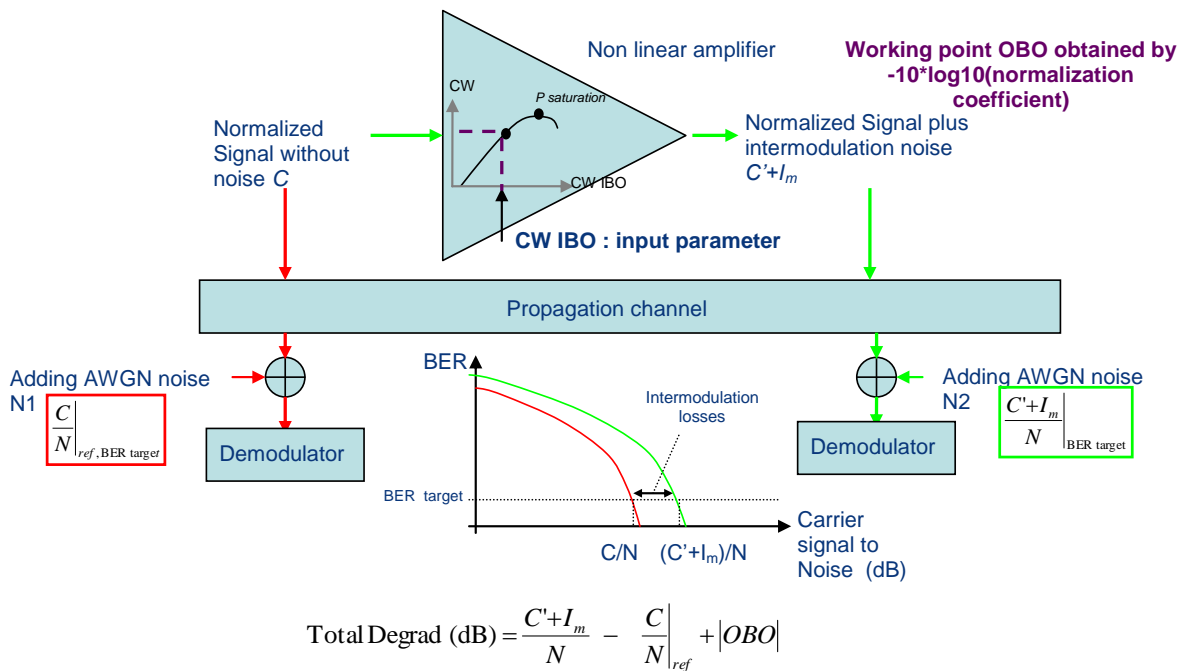 Non linear amplifier
Working point OBO obtained by
-10*log10(normalization
coefficient)
CW
P saturation
CW IBO
CW IBO : input parameter
Normalized
Signal without
noise C
Normalized Signal plus
intermodulation noise
C'+Im
Propagation channel
Adding AWGN noise
N1
C/N|ref,BER target
Demodulator
BER
Intermodulation
losses
BER target
C/N
(C'+Im)/N
Carrier
signal to
Noise (dB)
Adding AWGN noise
N2
C'+Im/N|BER target
Demodulator
Total Degrad (dB) = C'+Im/N - C/N|ref + |OBO|